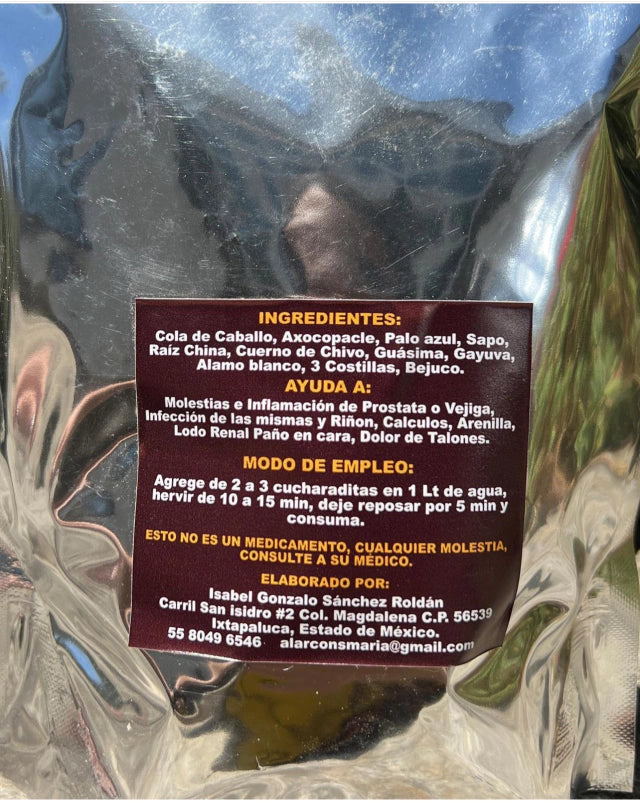 INGREDIENTES:
Cola de Caballo, Axocopacle, Palo azul, Sapo,
Raíz China, Cuerno de Chivo, Guásima, Gayuva,
Alamo blanco, 3 Costillas, Bejuco.
AYUDA A:
Molestias e Inflamación de Prostata o Vejiga,
Infección de las mismas y Riñon, Calculos, Arenilla,
Lodo Renal Paño en cara, Dolor de Talones.
MODO DE EMPLEO:
Agrege de 2 a 3 cucharaditas en 1 Lt de agua,
hervir de 10 a 15 min, deje reposar por 5 min y
consuma.
ESTO NO ES UN MEDICAMENTO, CUALQUIER MOLESTIA,
CONSULTE A SU MÉDICO.
ELABORADO POR:
Isabel Gonzalo Sánchez Roldán
Carril San isidro #2 Col. Magdalena C.P. 56539
Ixtapaluca, Estado de México.
55 8049 6546 alarconsmaria@gmail.com